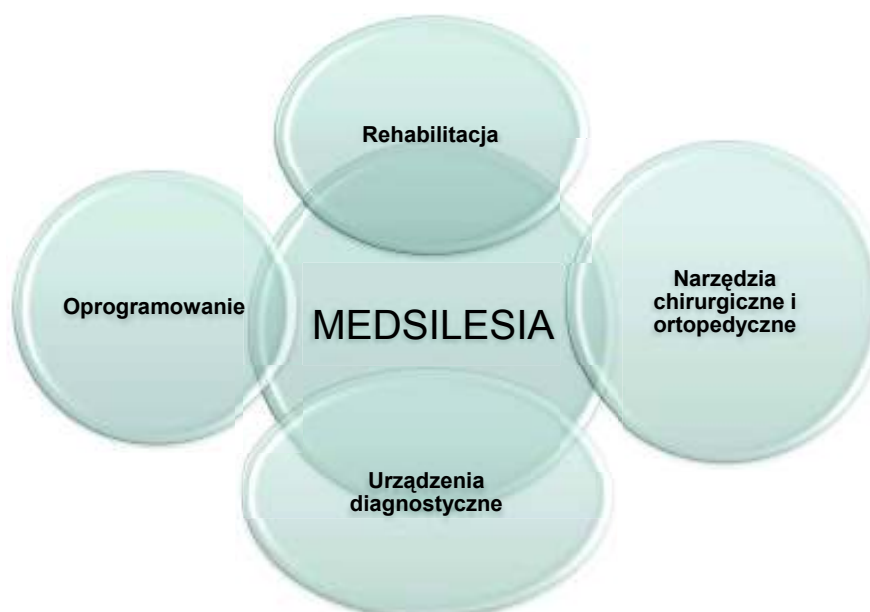 Rehabilitacja
Oprogramowanie
MEDSILESIA
Narzędzia
chirurgiczne i
ortopedyczne
Urządzenia
diagnostyczne